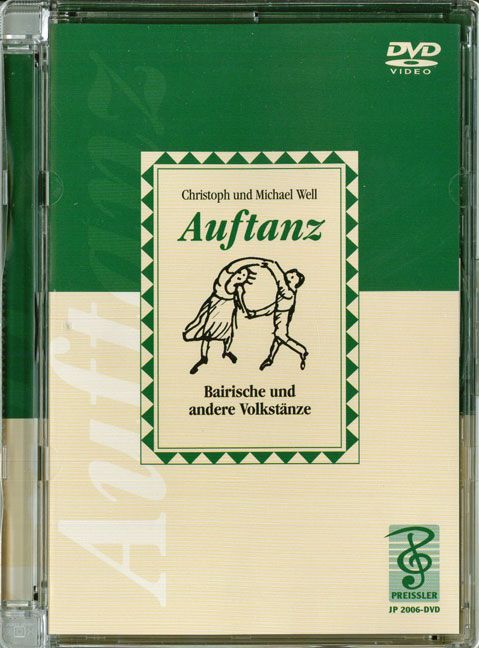 DVD
VIDEO
Auftanz
Christoph und Michael Well
Auftanz
Bairische und
andere Volkstänze
PREISSLER
JP 2006-DVD